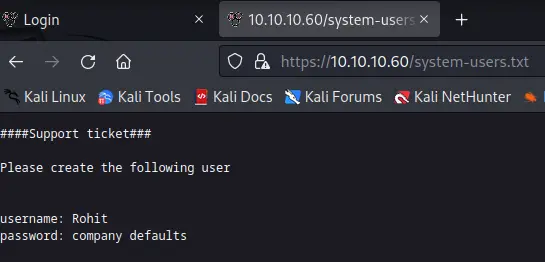 Login
10.10.10.60/system-users
https://10.10.10.60/system-users.txt
Kali Linux Kali Tools Kali Docs Kali Forums Kali NetHunter
####Support ticket###
Please create the following user
username: Rohit
password: company defaults